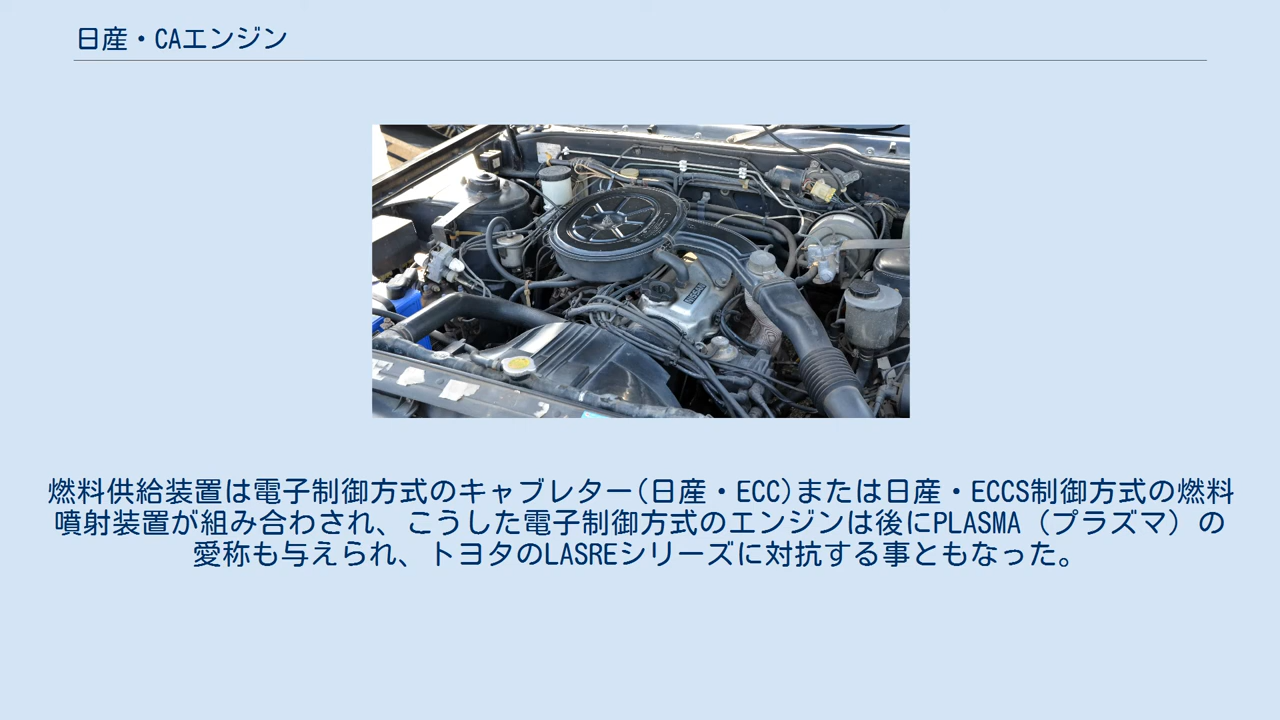 日産・CAエンジン
NISSAN
燃料供給装置は電子制御方式のキャブレター(日産・ECC)または日産・ECCS制御方式の燃料
噴射装置が組み合わされ、こうした電子制御方式のエンジンは後にPLASMA（プラズマ）の
愛称も与えられ、トヨタのLASREシリーズに対抗する事ともなった。